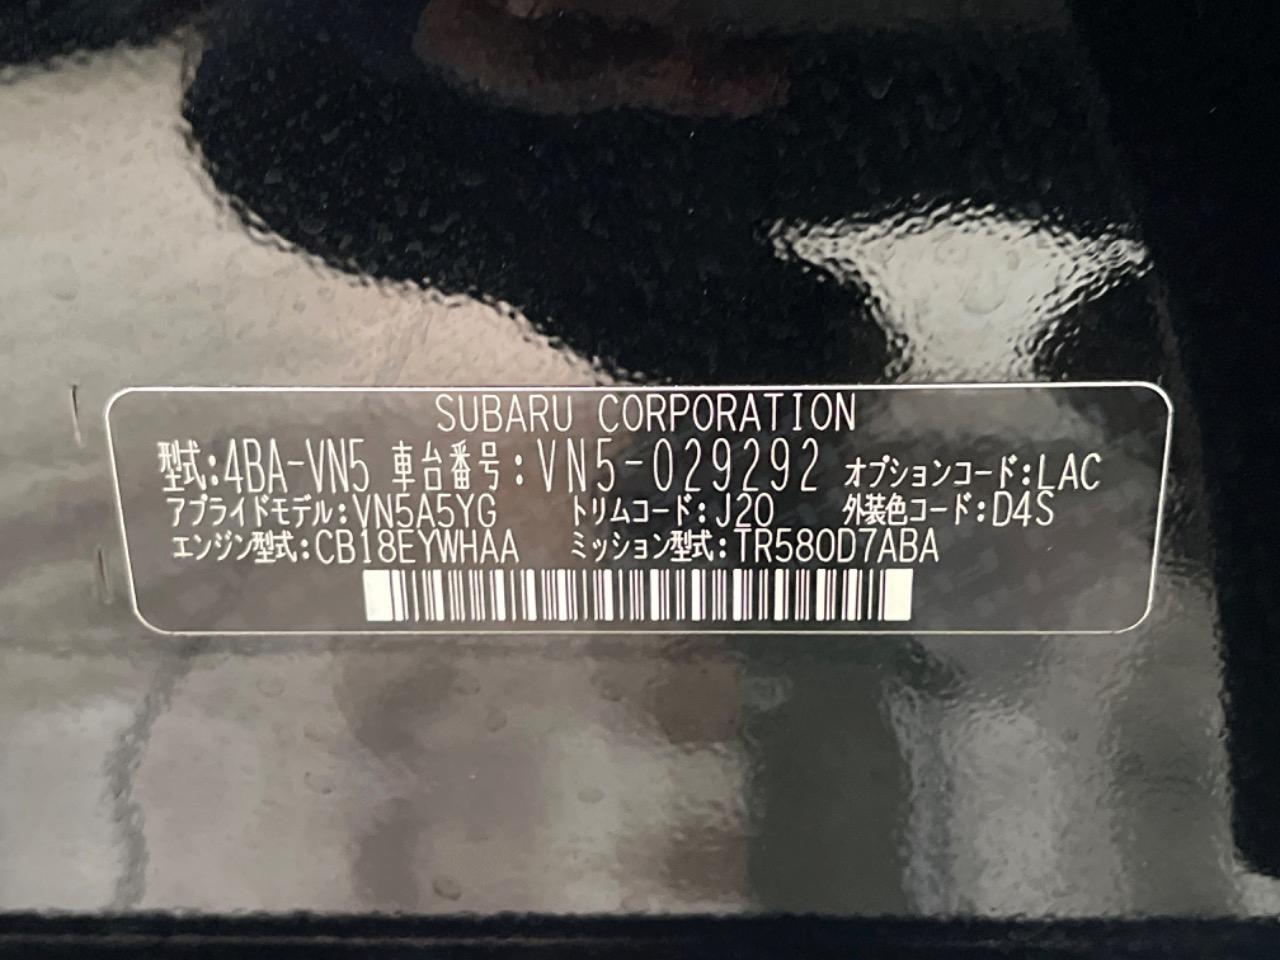 SUBARU CORPORATION
型式:4BA-VN5 車台番号:VN5-029292 オプションコード:LAC
アプライドモデル:VN5A5YG トリムコード:J20 外装色コード:D4S
エンジン型式:CB18EYWHAA ミッション型式:TR580D7ABA